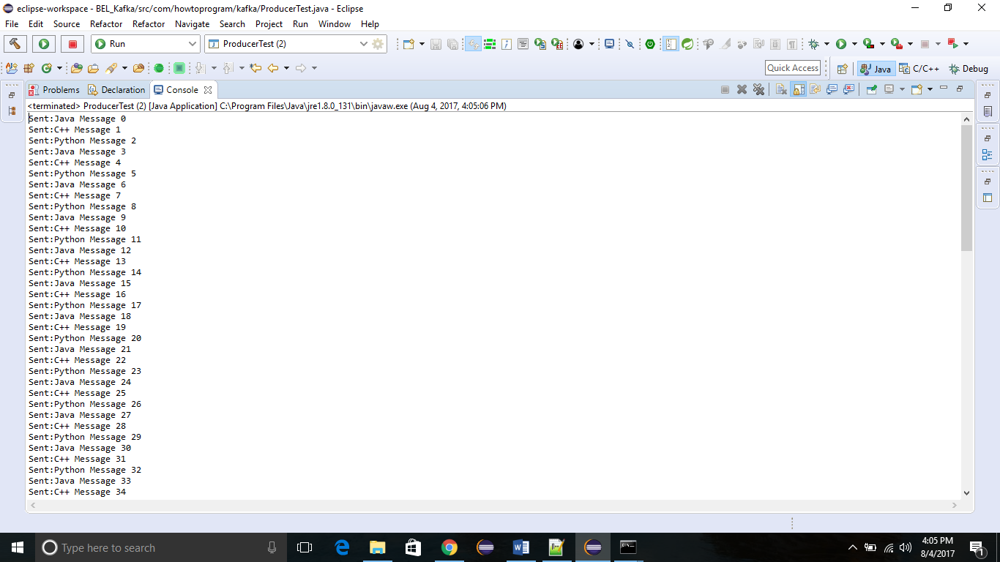 eclipse-workspace - BEL_Kafka/src/com/howtoprogram/kafka/ProducerTest.java - Eclipse
File Edit Source Refactor Refactor Navigate Search Project Run Window Help
Run ProducerTest (2)
Quick Access Java C/C++ Debug
Problems Declaration Console
<terminated> ProducerTest (2) [Java Application] C:\Program Files\Java\jre1.8.0_131\bin\javaw.exe (Aug 4, 2017, 4:05:06 PM)
Sent:Java Message 0
Sent:C++ Message 1
Sent:Python Message 2
Sent:Java Message 3
Sent:C++ Message 4
Sent:Python Message 5
Sent:Java Message 6
Sent:C++ Message 7
Sent:Python Message 8
Sent:Java Message 9
Sent:C++ Message 10
Sent:Python Message 11
Sent:Java Message 12
Sent:C++ Message 13
Sent:Python Message 14
Sent:Java Message 15
Sent:C++ Message 16
Sent:Python Message 17
Sent:Java Message 18
Sent:C++ Message 19
Sent:Python Message 20
Sent:Java Message 21
Sent:C++ Message 22
Sent:Python Message 23
Sent:Java Message 24
Sent:C++ Message 25
Sent:Python Message 26
Sent:Java Message 27
Sent:C++ Message 28
Sent:Python Message 29
Sent:Java Message 30
Sent:C++ Message 31
Sent:Python Message 32
Sent:Java Message 33
Sent:C++ Message 34
Type here to search
4:05 PM
8/4/2017
1